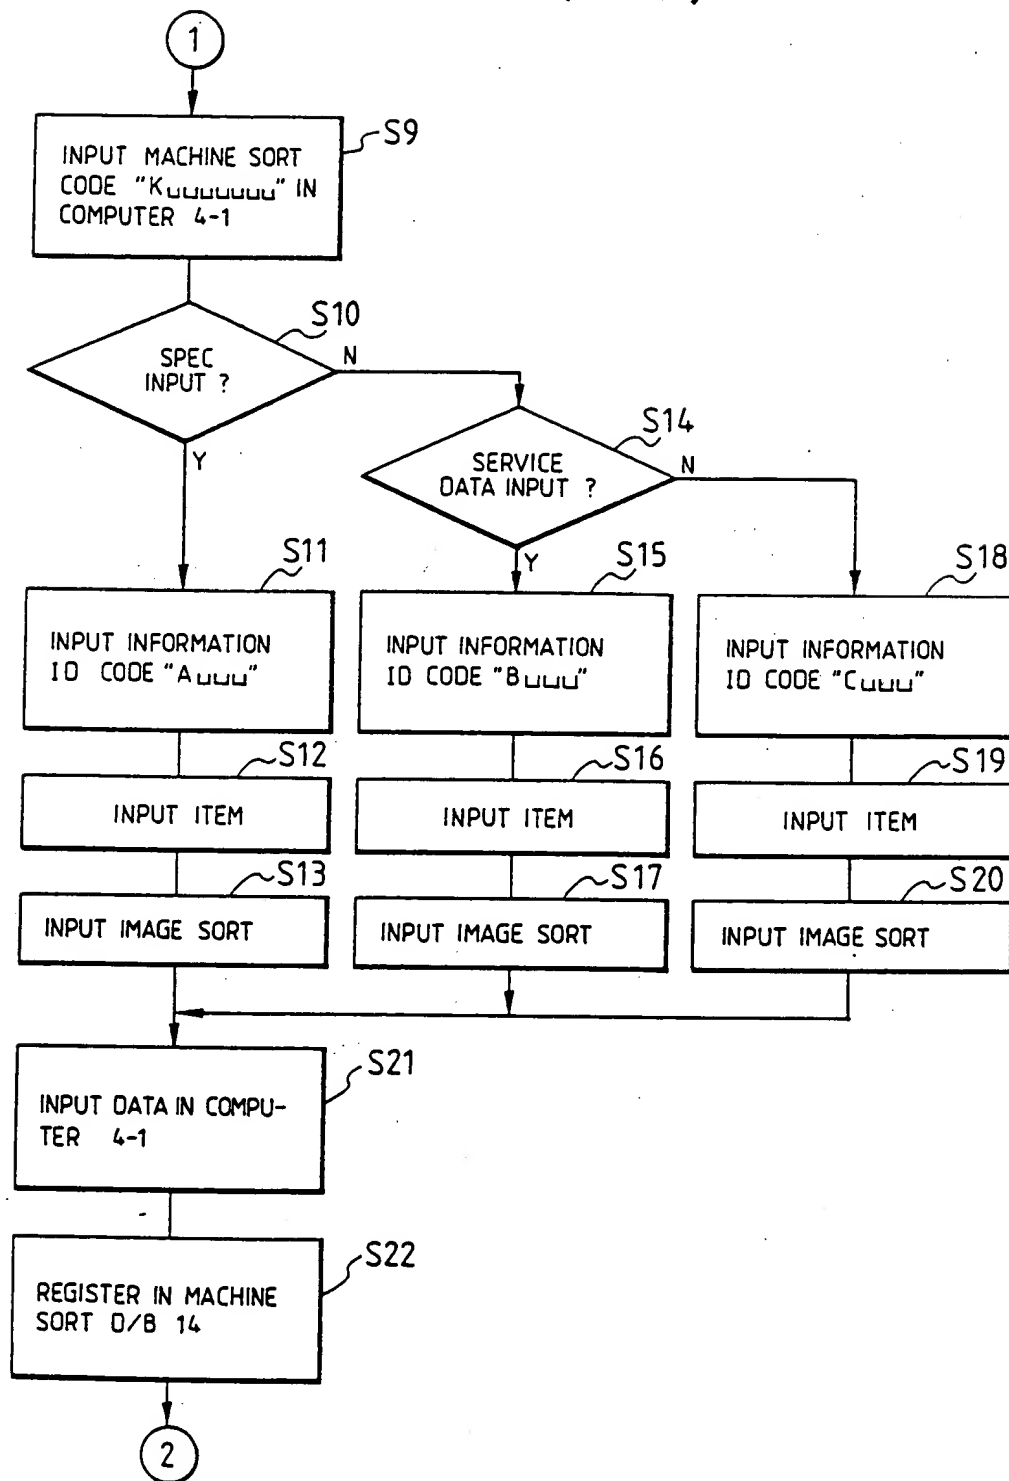 1
S9
INPUT MACHINE SORT
CODE "K␣␣␣␣␣␣␣" IN
COMPUTER 4-1
S10
SPEC
INPUT ?
N
Y
S14
SERVICE
DATA INPUT ?
N
Y
S11
INPUT INFORMATION
ID CODE "A␣␣␣"
S15
INPUT INFORMATION
ID CODE "B␣␣␣"
S18
INPUT INFORMATION
ID CODE "C␣␣␣"
S12
INPUT ITEM
S16
INPUT ITEM
S19
INPUT ITEM
S13
INPUT IMAGE SORT
S17
INPUT IMAGE SORT
S20
INPUT IMAGE SORT
S21
INPUT DATA IN COMPU-
TER 4-1
S22
REGISTER IN MACHINE
SORT D/B 14
2